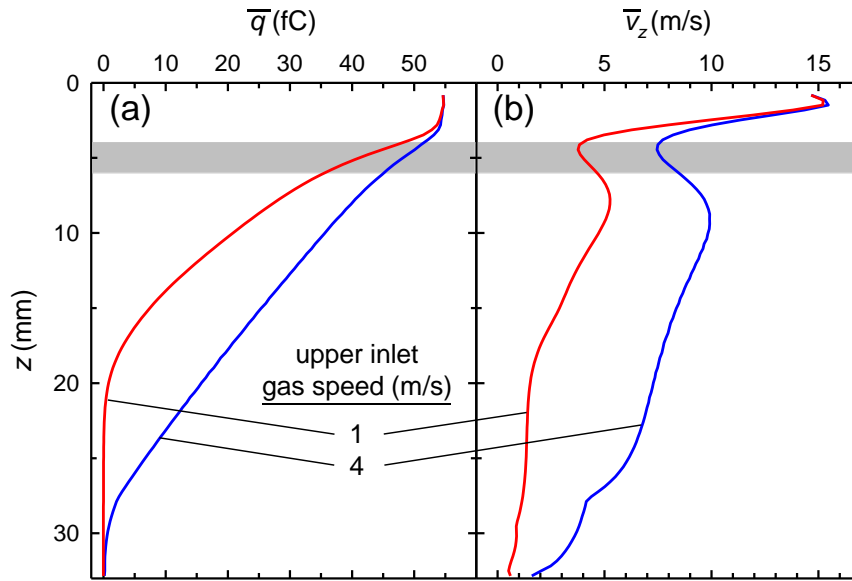 q̅ (fC)
v̅z (m/s)
0 10 20 30 40 50
0 5 10 15
0
(a)
(b)
10
z (mm)
upper inlet
gas speed (m/s)
20
1
4
30